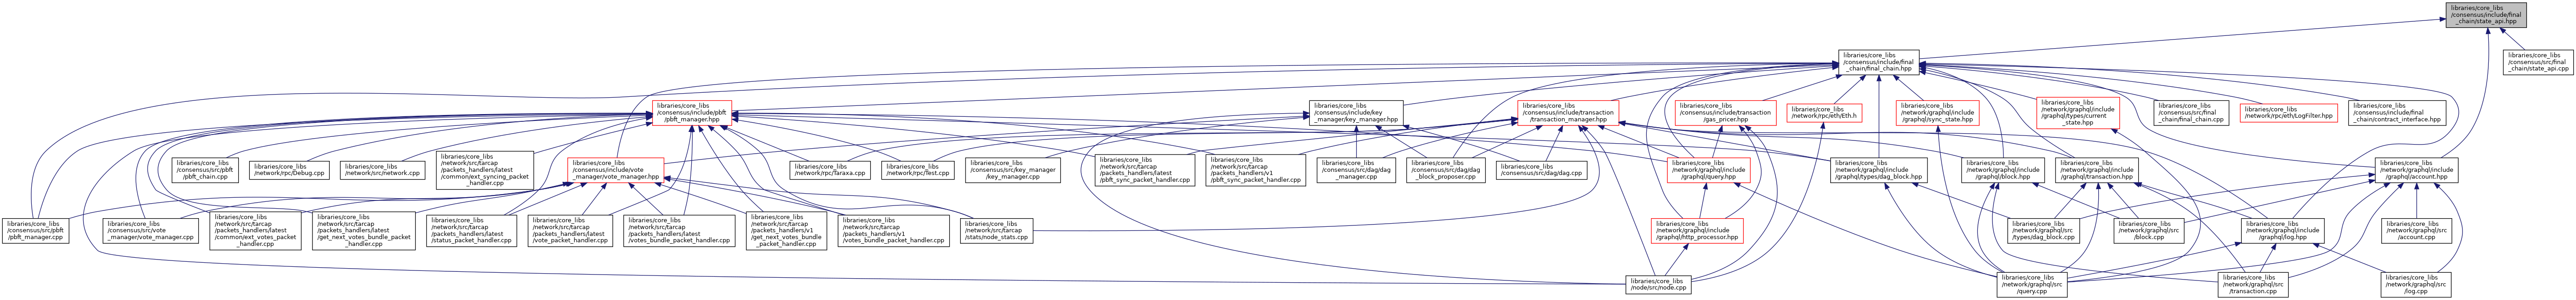 libraries/core_libs
/consensus/include/final
_chain/state_api.hpp
libraries/core_libs
/consensus/include/final
_chain/final_chain.hpp
libraries/core_libs
/consensus/src/final
_chain/state_api.cpp
libraries/core_libs
/consensus/include/pbft
/pbft_manager.hpp
libraries/core_libs
/consensus/include/key
_manager/key_manager.hpp
libraries/core_libs
/consensus/include/transaction
/transaction_manager.hpp
libraries/core_libs
/consensus/include/transaction
/gas_pricer.hpp
libraries/core_libs
/network/rpc/eth/Eth.h
libraries/core_libs
/network/graphql/include
/graphql/sync_state.hpp
libraries/core_libs
/network/graphql/include
/graphql/types/current
_state.hpp
libraries/core_libs
/consensus/src/final
_chain/final_chain.cpp
libraries/core_libs
/network/rpc/eth/LogFilter.hpp
libraries/core_libs
/consensus/include/final
_chain/contract_interface.hpp
libraries/core_libs
/consensus/src/pbft
/pbft_chain.cpp
libraries/core_libs
/network/rpc/Debug.cpp
libraries/core_libs
/network/src/network.cpp
libraries/core_libs
/network/src/tarcap
/packets_handlers/latest
/common/ext_syncing_packet
_handler.cpp
libraries/core_libs
/consensus/include/vote
_manager/vote_manager.hpp
libraries/core_libs
/network/rpc/Taraxa.cpp
libraries/core_libs
/network/rpc/Test.cpp
libraries/core_libs
/consensus/src/key_manager
/key_manager.cpp
libraries/core_libs
/network/src/tarcap
/packets_handlers/latest
/pbft_sync_packet_handler.cpp
libraries/core_libs
/network/src/tarcap
/packets_handlers/v1
/pbft_sync_packet_handler.cpp
libraries/core_libs
/consensus/src/dag/dag
_manager.cpp
libraries/core_libs
/consensus/src/dag/dag
_block_proposer.cpp
libraries/core_libs
/consensus/src/dag/dag.cpp
libraries/core_libs
/network/graphql/include
/graphql/query.hpp
libraries/core_libs
/network/graphql/include
/graphql/types/dag_block.hpp
libraries/core_libs
/network/graphql/include
/graphql/block.hpp
libraries/core_libs
/network/graphql/include
/graphql/transaction.hpp
libraries/core_libs
/network/graphql/include
/graphql/account.hpp
libraries/core_libs
/consensus/src/pbft
/pbft_manager.cpp
libraries/core_libs
/consensus/src/vote
_manager/vote_manager.cpp
libraries/core_libs
/network/src/tarcap
/packets_handlers/latest
/common/ext_votes_packet
_handler.cpp
libraries/core_libs
/network/src/tarcap
/packets_handlers/latest
/get_next_votes_bundle_packet
_handler.cpp
libraries/core_libs
/network/src/tarcap
/packets_handlers/latest
/status_packet_handler.cpp
libraries/core_libs
/network/src/tarcap
/packets_handlers/latest
/vote_packet_handler.cpp
libraries/core_libs
/network/src/tarcap
/packets_handlers/latest
/votes_bundle_packet_handler.cpp
libraries/core_libs
/network/src/tarcap
/packets_handlers/v1
/get_next_votes_bundle
_packet_handler.cpp
libraries/core_libs
/network/src/tarcap
/packets_handlers/v1
/votes_bundle_packet_handler.cpp
libraries/core_libs
/network/src/tarcap
/stats/node_stats.cpp
libraries/core_libs
/network/graphql/include
/graphql/http_processor.hpp
libraries/core_libs
/network/graphql/src
/types/dag_block.cpp
libraries/core_libs
/network/graphql/src
/block.cpp
libraries/core_libs
/network/graphql/include
/graphql/log.hpp
libraries/core_libs
/network/graphql/src
/account.cpp
libraries/core_libs
/node/src/node.cpp
libraries/core_libs
/network/graphql/src
/query.cpp
libraries/core_libs
/network/graphql/src
/transaction.cpp
libraries/core_libs
/network/graphql/src
/log.cpp